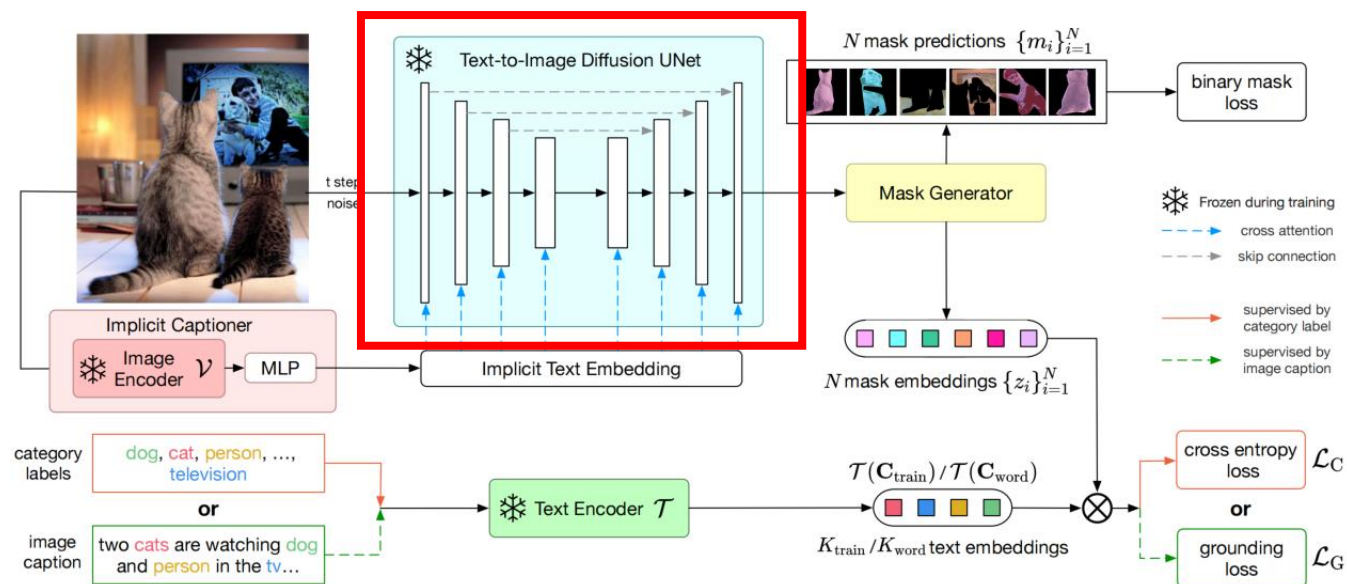 Text-to-Image Diffusion UNet
t step
noise
N mask predictions {m_i}_{i=1}^N
binary mask
loss
Mask Generator
Frozen during training
cross attention
skip connection
supervised by
category label
supervised by
image caption
Implicit Captioner
Image
Encoder 𝒱
MLP
Implicit Text Embedding
N mask embeddings {z_i}_{i=1}^N
category
labels
dog, cat, person, ...,
television
or
image
caption
two cats are watching dog
and person in the tv...
Text Encoder 𝒯
𝒯(C_train)/𝒯(C_word)
K_train/K_word text embeddings
cross entropy
loss
ℒ_C
or
grounding
loss
ℒ_G